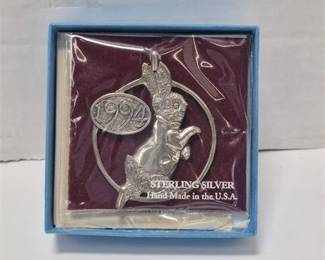 1994
STERLING SILVER
Hand Made in the U.S.A.